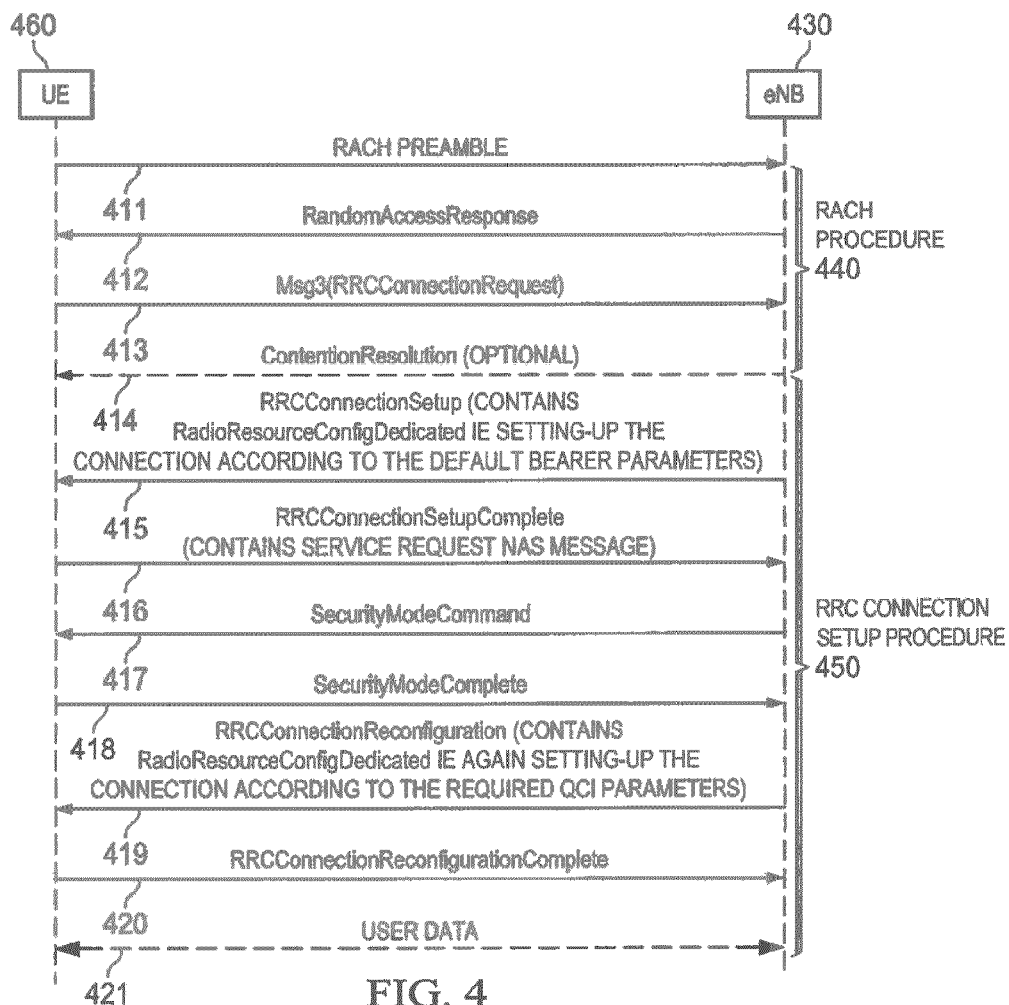 460
430
UE
eNB
RACH PREAMBLE
411
RandomAccessResponse
RACH
PROCEDURE
440
412
Msg3(RRCConnectionRequest)
413
ContentionResolution (OPTIONAL)
414
RRCConnectionSetup (CONTAINS
RadioResourceConfigDedicated IE SETTING-UP THE
CONNECTION ACCORDING TO THE DEFAULT BEARER PARAMETERS)
415
RRCConnectionSetupComplete
(CONTAINS SERVICE REQUEST NAS MESSAGE)
416
SecurityModeCommand
RRC CONNECTION
SETUP PROCEDURE
450
417
SecurityModeComplete
418
RRCConnectionReconfiguration (CONTAINS
RadioResourceConfigDedicated IE AGAIN SETTING-UP THE
CONNECTION ACCORDING TO THE REQUIRED QCI PARAMETERS)
419
RRCConnectionReconfigurationComplete
420
USER DATA
421
FIG. 4